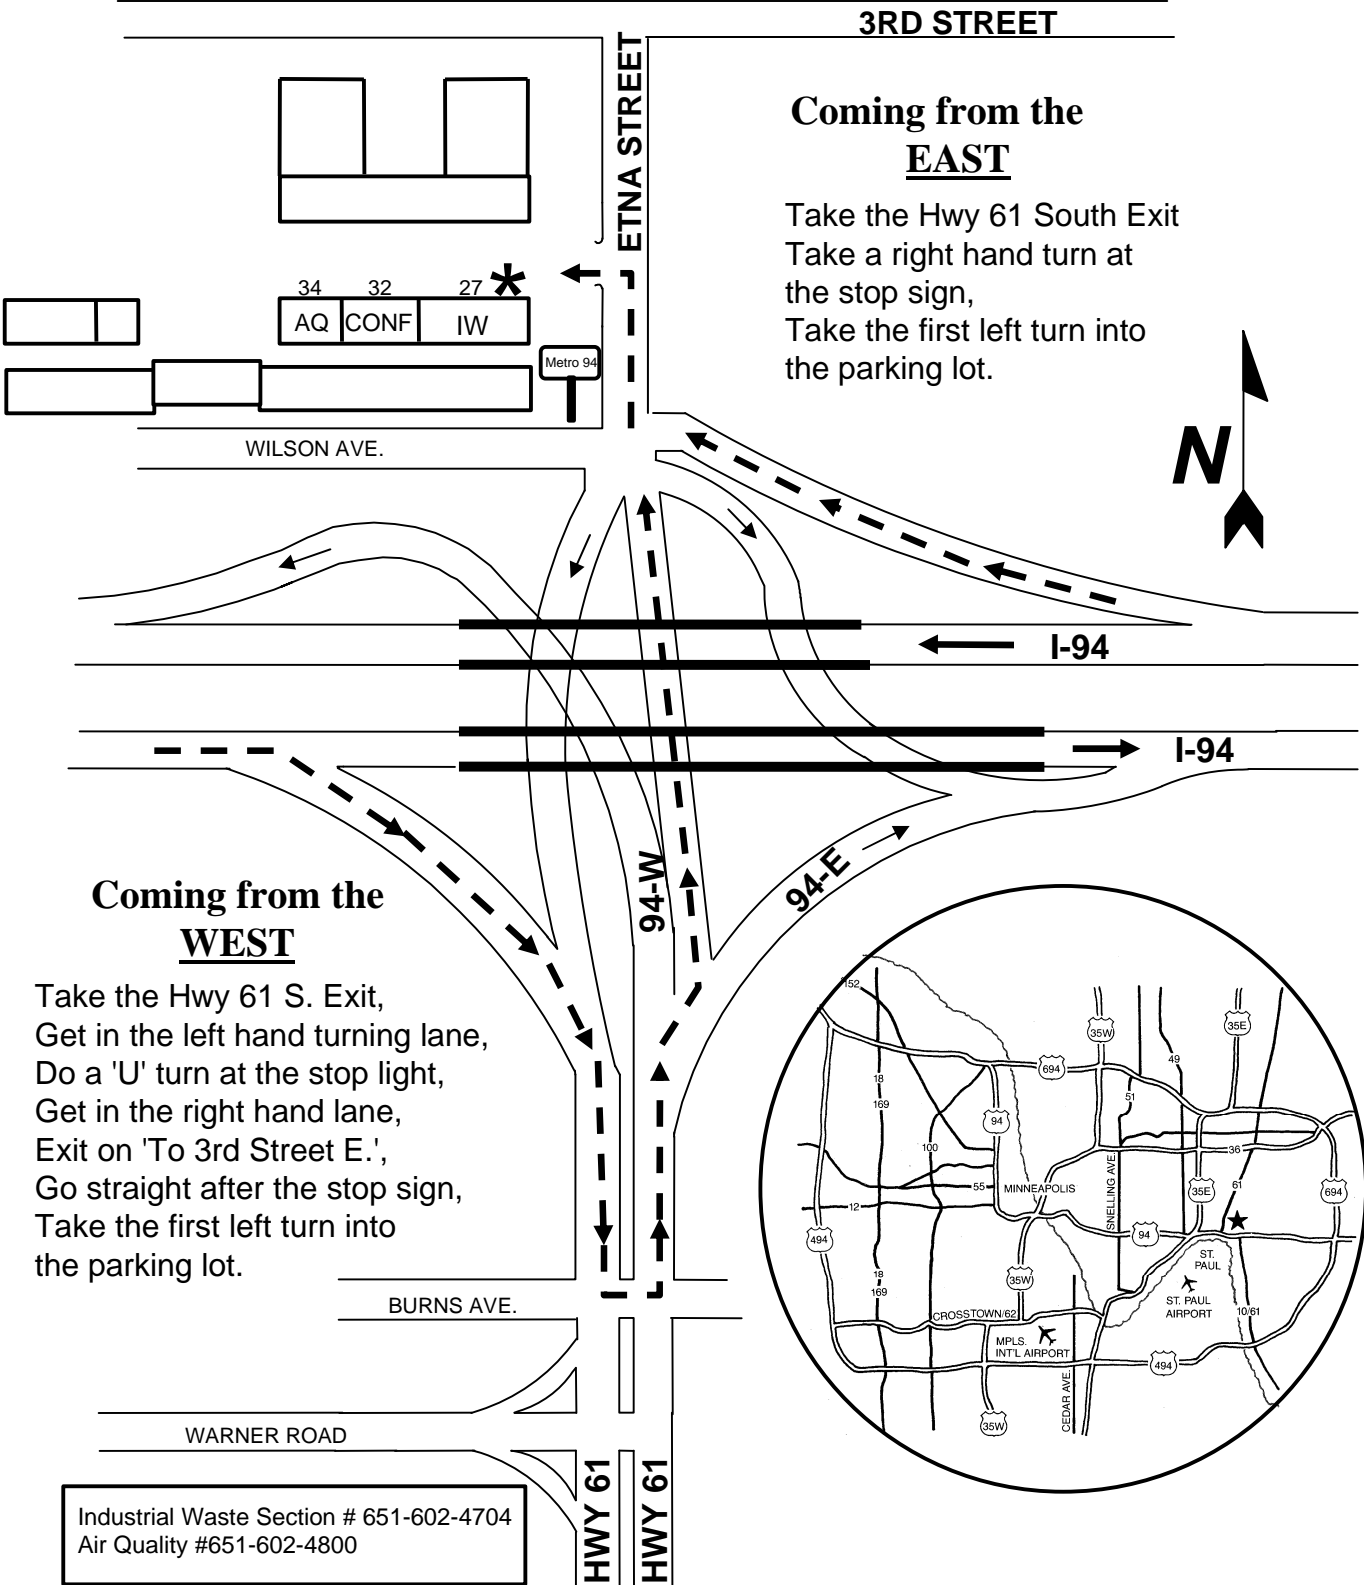 3RD STREET
ETNA STREET
Coming from the
EAST
Take the Hwy 61 South Exit
Take a right hand turn at
the stop sign,
Take the first left turn into
the parking lot.
34 32 27 *
AQ CONF IW
Metro 94
WILSON AVE.
N
I-94
I-94
94-W
94-E
Coming from the
WEST
Take the Hwy 61 S. Exit,
Get in the left hand turning lane,
Do a 'U' turn at the stop light,
Get in the right hand lane,
Exit on 'To 3rd Street E.',
Go straight after the stop sign,
Take the first left turn into
the parking lot.
BURNS AVE.
WARNER ROAD
HWY 61
HWY 61
Industrial Waste Section # 651-602-4704
Air Quality #651-602-4800
152
35W
35E
49
694
18
169
51
94
100
36
SNELLING AVE.
55
MINNEAPOLIS
35E
61
694
12
494
94
ST.
PAUL
35W
18
169
ST. PAUL
AIRPORT
10/61
CROSSTOWN/62
MPLS.
INT'L AIRPORT
494
CEDAR AVE.
35W